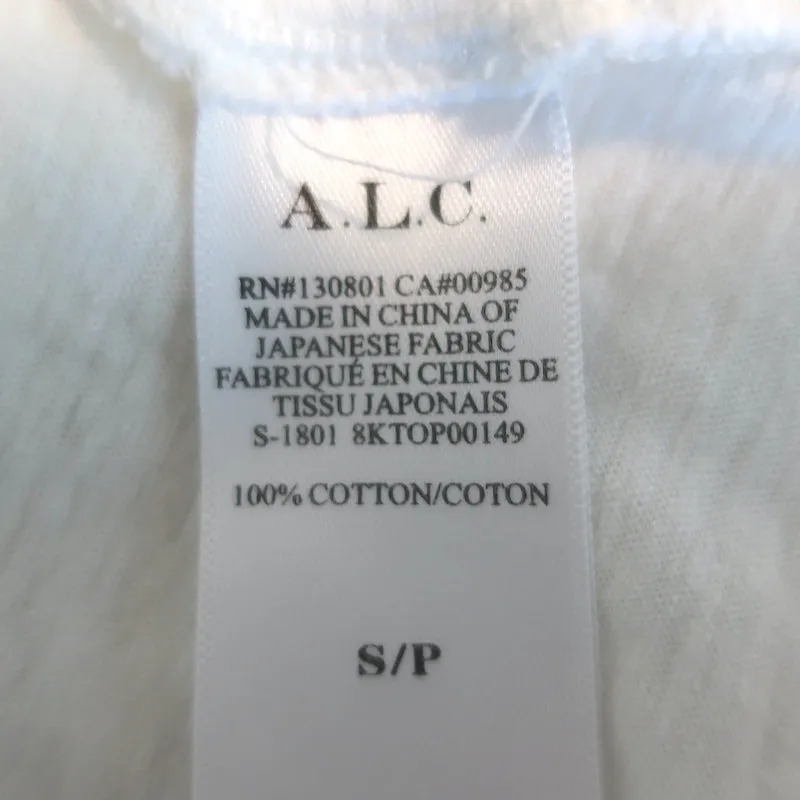 A.L.C.
RN#130801 CA#00985
MADE IN CHINA OF
JAPANESE FABRIC
FABRIQUÉ EN CHINE DE
TISSU JAPONAIS
S-1801 8KTOP00149
100% COTTON/COTON
S/P